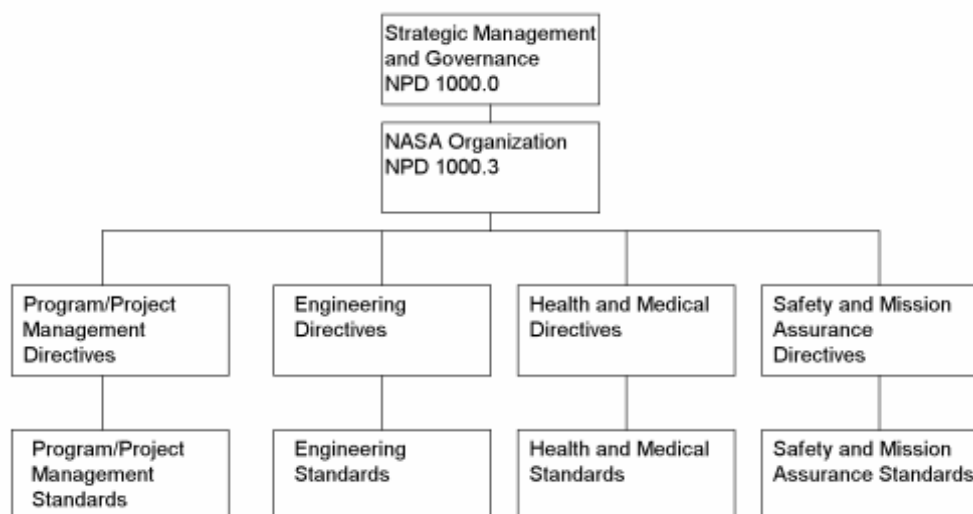 Strategic Management
and Governance
NPD 1000.0
NASA Organization
NPD 1000.3
Program/Project
Management
Directives
Engineering
Directives
Health and Medical
Directives
Safety and Mission
Assurance
Directives
Program/Project
Management
Standards
Engineering
Standards
Health and Medical
Standards
Safety and Mission
Assurance Standards